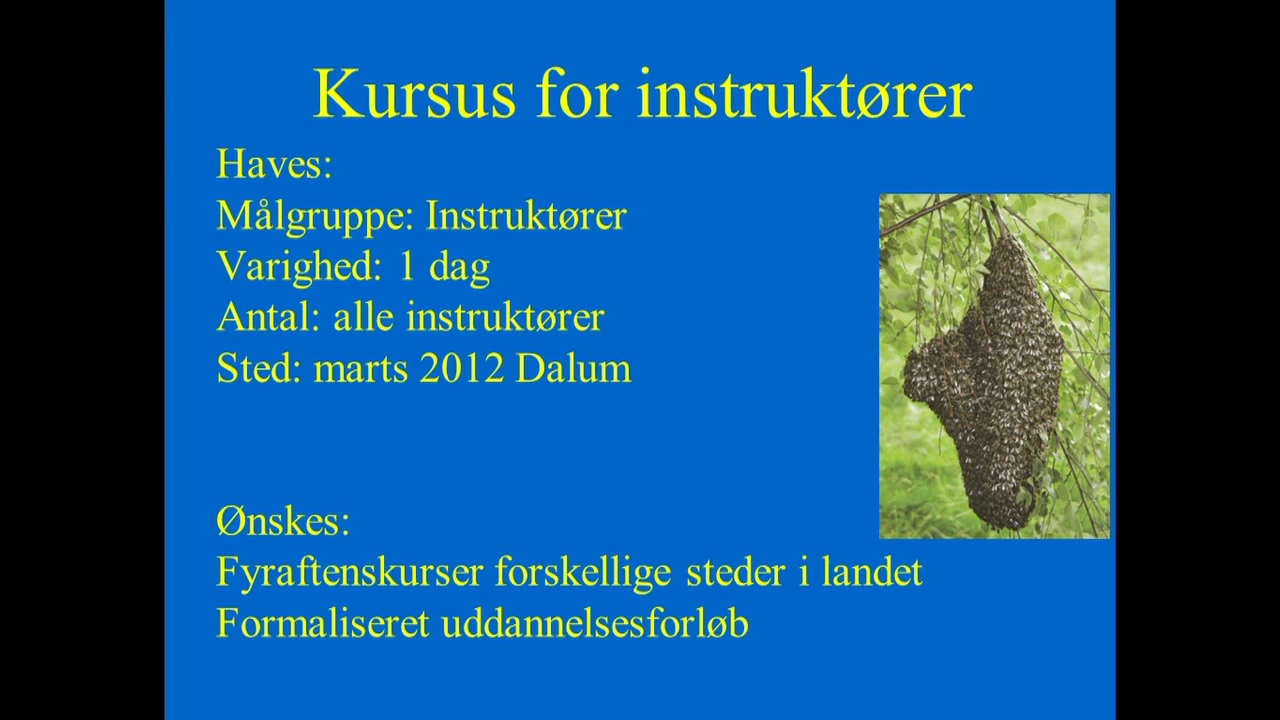 Kursus for instruktører
Haves:
Målgruppe: Instruktører
Varighed: 1 dag
Antal: alle instruktører
Sted: marts 2012 Dalum
Ønskes:
Fyraftenskurser forskellige steder i landet
Formaliseret uddannelsesforløb